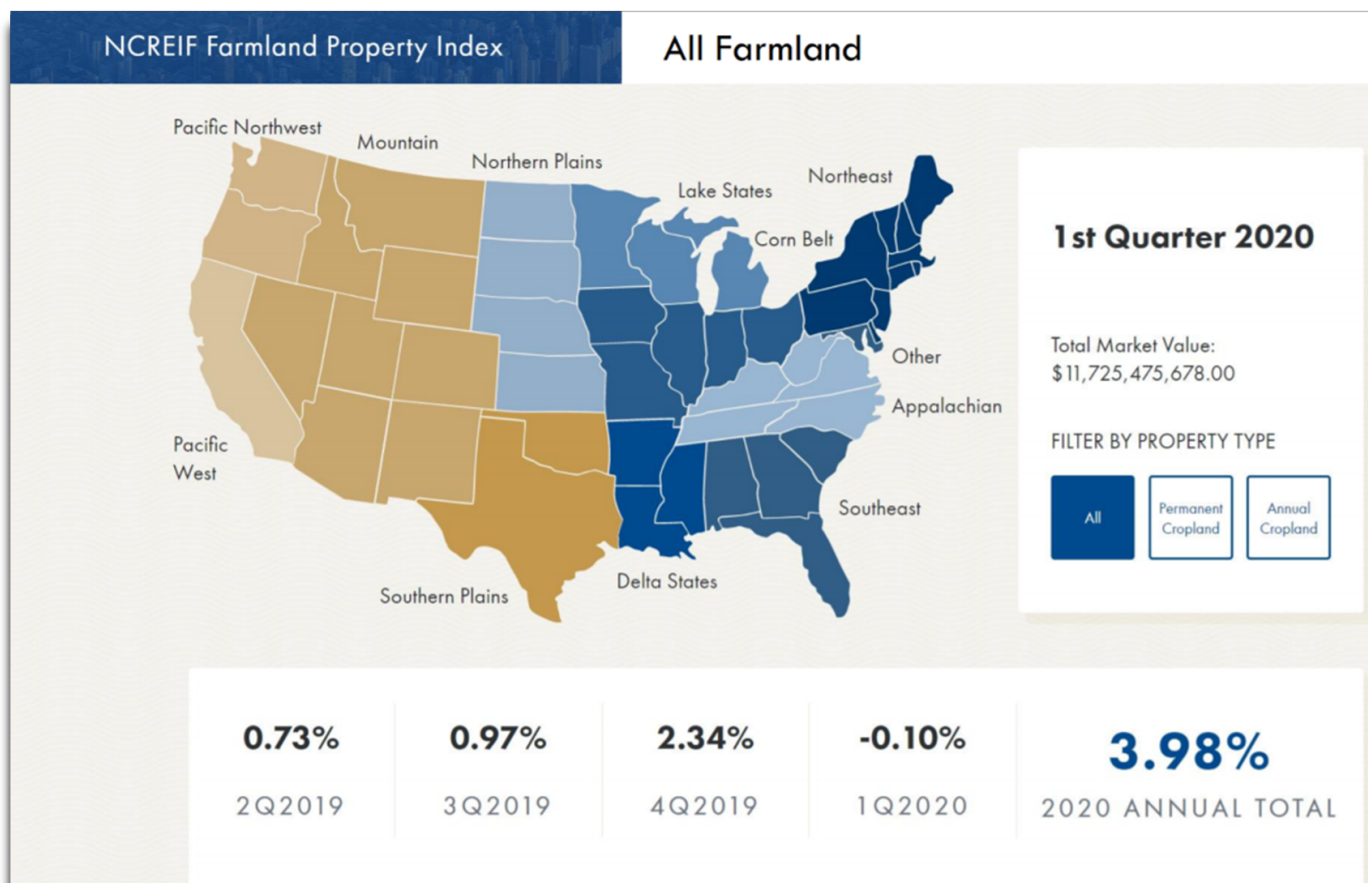 NCREIF Farmland Property Index
All Farmland
Pacific Northwest
Mountain
Northern Plains
Lake States
Northeast
Corn Belt
Other
Appalachian
Pacific
West
Southeast
Delta States
Southern Plains
1st Quarter 2020
Total Market Value:
$11,725,475,678.00
FILTER BY PROPERTY TYPE
All
Permanent
Cropland
Annual
Cropland
0.73%
2Q2019
0.97%
3Q2019
2.34%
4Q2019
-0.10%
1Q2020
3.98%
2020 ANNUAL TOTAL